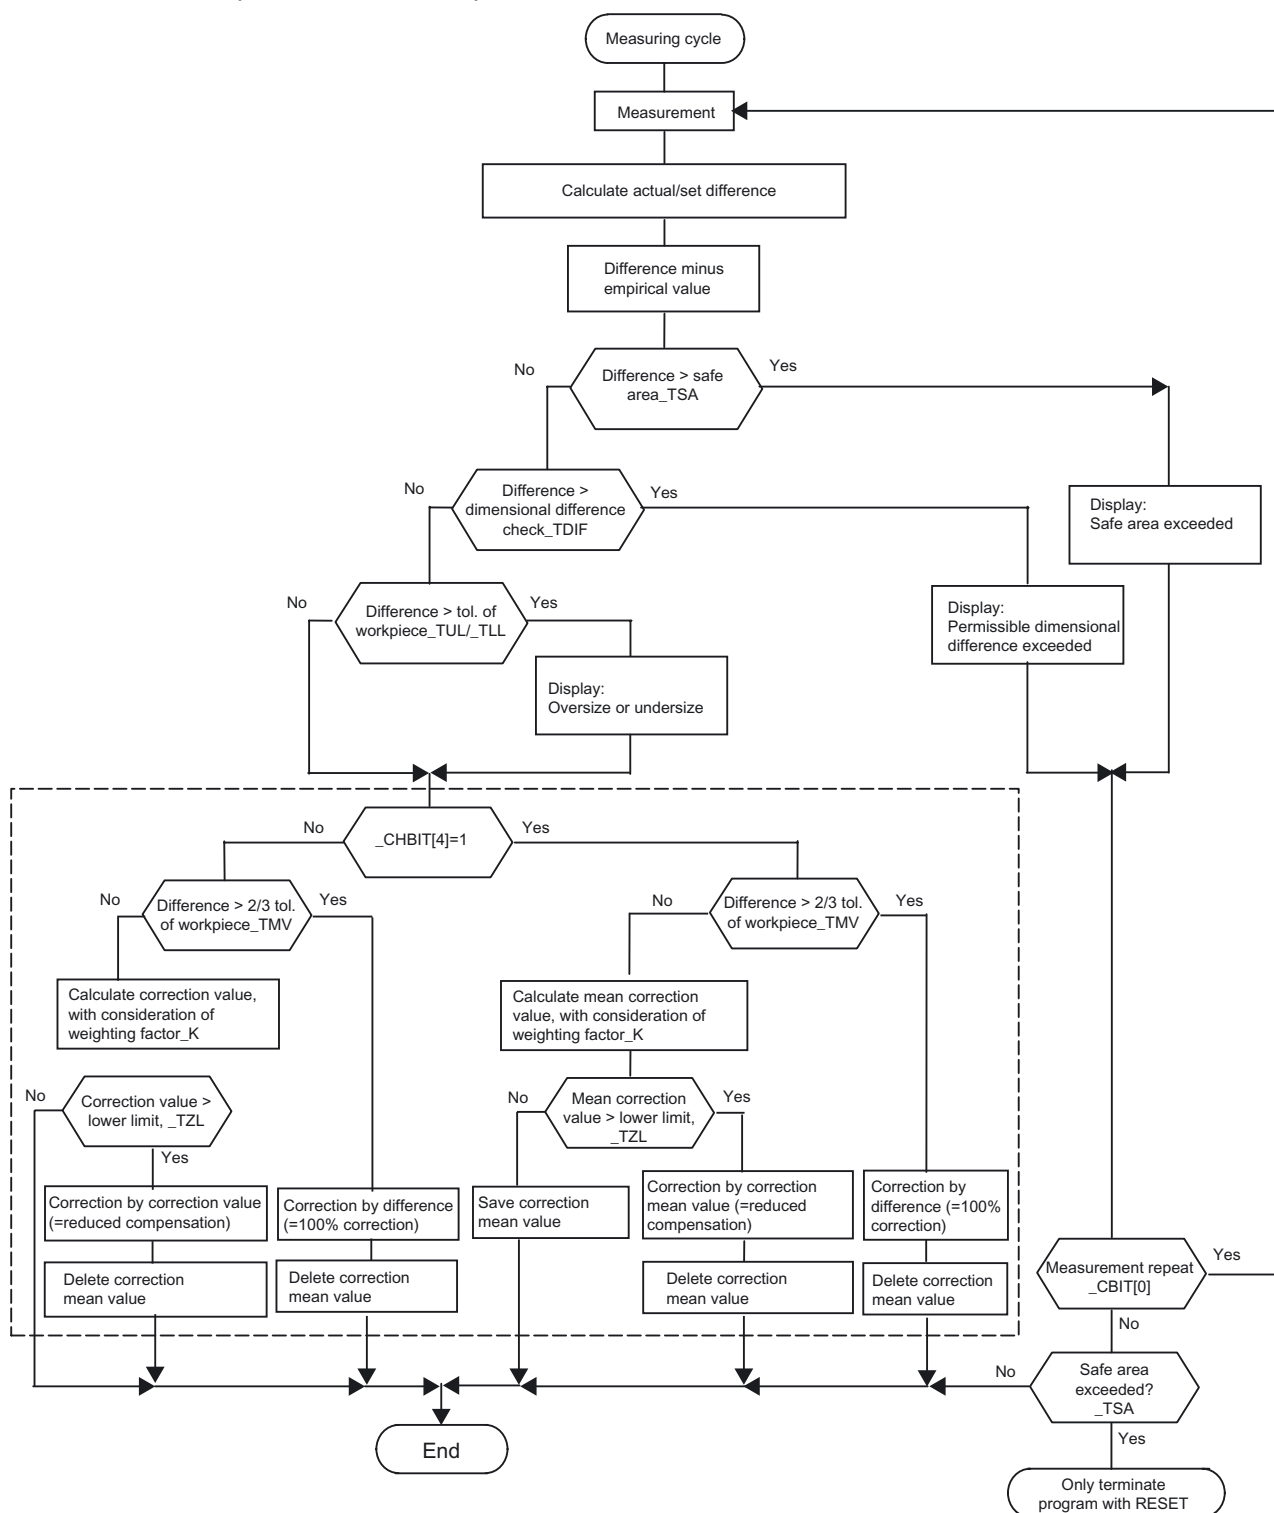 Measuring cycle
Measurement
Calculate actual/set difference
Difference minus
empirical value
No
Difference > safe
area_TSA
Yes
No
Difference >
dimensional difference
check_TDIF
Yes
Display:
Safe area exceeded
No
Difference > tol. of
workpiece_TUL/_TLL
Yes
Display:
Permissible dimensional
difference exceeded
Display:
Oversize or undersize
No
_CHBIT[4]=1
Yes
No
Difference > 2/3 tol.
of workpiece_TMV
Yes
No
Difference > 2/3 tol.
of workpiece_TMV
Yes
Calculate correction value,
with consideration of
weighting factor_K
Calculate mean correction
value, with consideration of
weighting factor_K
No
Correction value >
lower limit, _TZL
Yes
No
Mean correction
value > lower limit,
_TZL
Yes
Correction by correction value
(=reduced compensation)
Correction by difference
(=100% correction)
Save correction
mean value
Correction by correction
mean value (=reduced
compensation)
Correction by
difference (=100%
correction)
Delete correction
mean value
Delete correction
mean value
Delete correction
mean value
Delete correction
mean value
Measurement repeat
_CBIT[0]
Yes
No
No
Safe area
exceeded?
_TSA
Yes
End
Only terminate
program with RESET